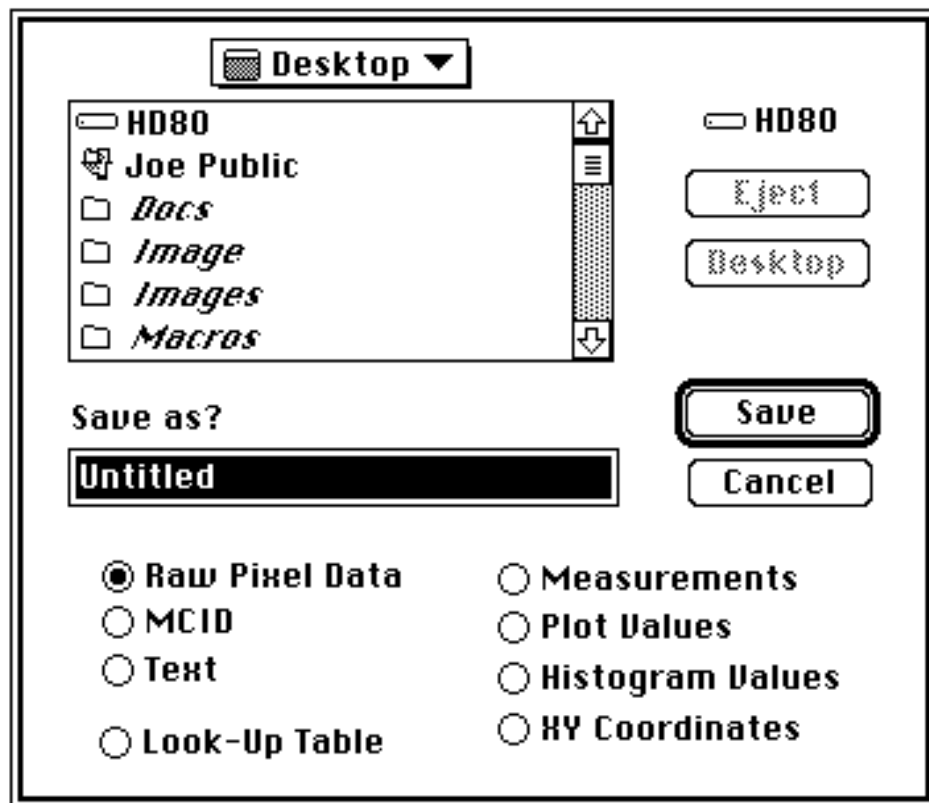 Desktop
HD80
Joe Public
Docs
Image
Images
Macros
HD80
Eject
Desktop
Save as?
Untitled
Save
Cancel
Raw Pixel Data
MCID
Text
Look-Up Table
Measurements
Plot Values
Histogram Values
XY Coordinates